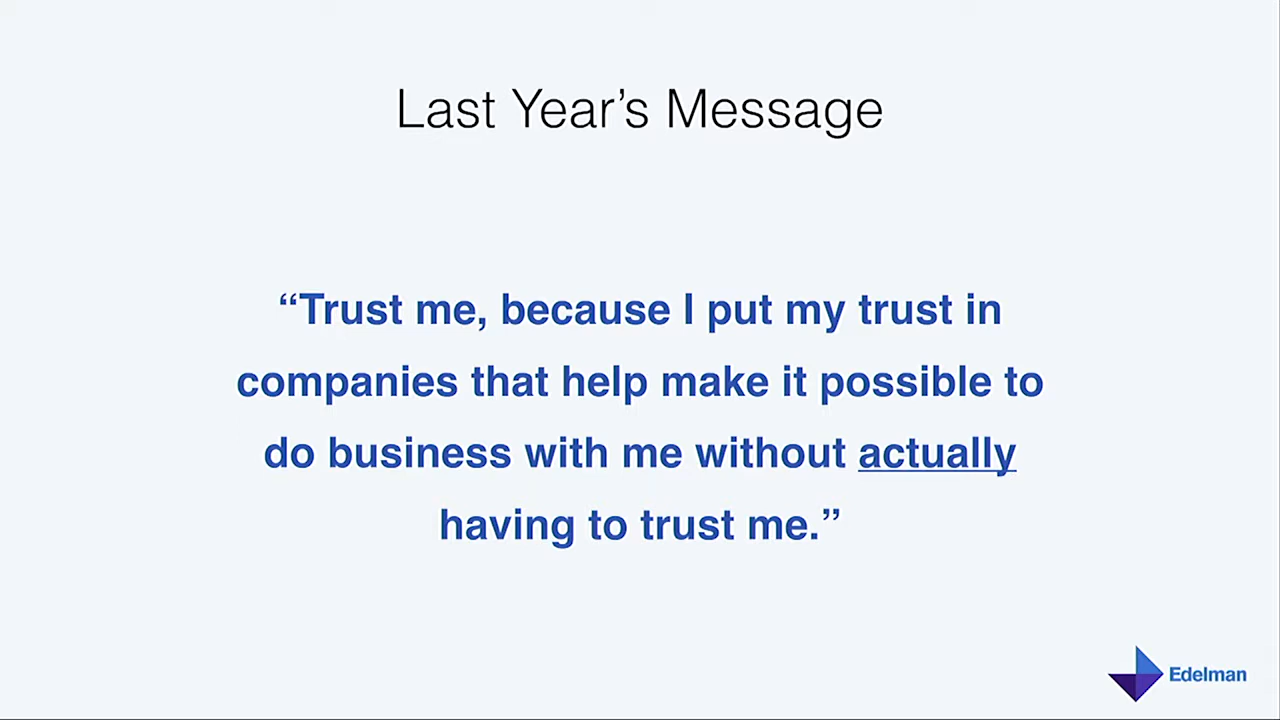 Last Year’s Message
“Trust me, because I put my trust in
companies that help make it possible to
do business with me without actually
having to trust me.”
Edelman